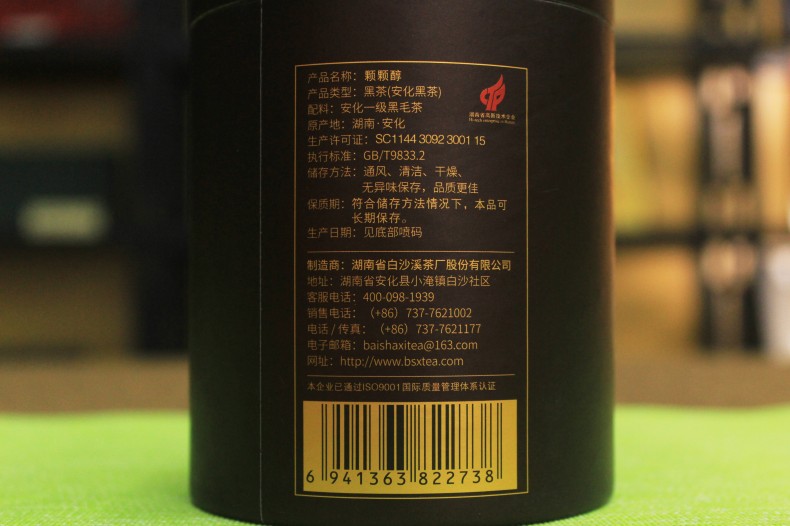 产品名称：颗颗醇
产品类型：黑茶(安化黑茶)
配料：安化一级黑毛茶
原产地：湖南·安化
生产许可证：SC1144 3092 3001 15
执行标准：GB/T9833.2
储存方法：通风、清洁、干燥、
无异味保存，品质更佳
保质期：符合储存方法情况下，本品可
长期保存。
生产日期：见底部喷码
湖南省高新技术企业
制造商：湖南省白沙溪茶厂股份有限公司
地址：湖南省安化县小淹镇白沙社区
客服电话：400-098-1939
销售电话：（+86）737-7621002
电话/传真：（+86）737-7621177
电子邮箱：baishaxitea@163.com
网址：http://www.bsxtea.com
本企业已通过ISO9001国际质量管理体系认证
6 941363 822738